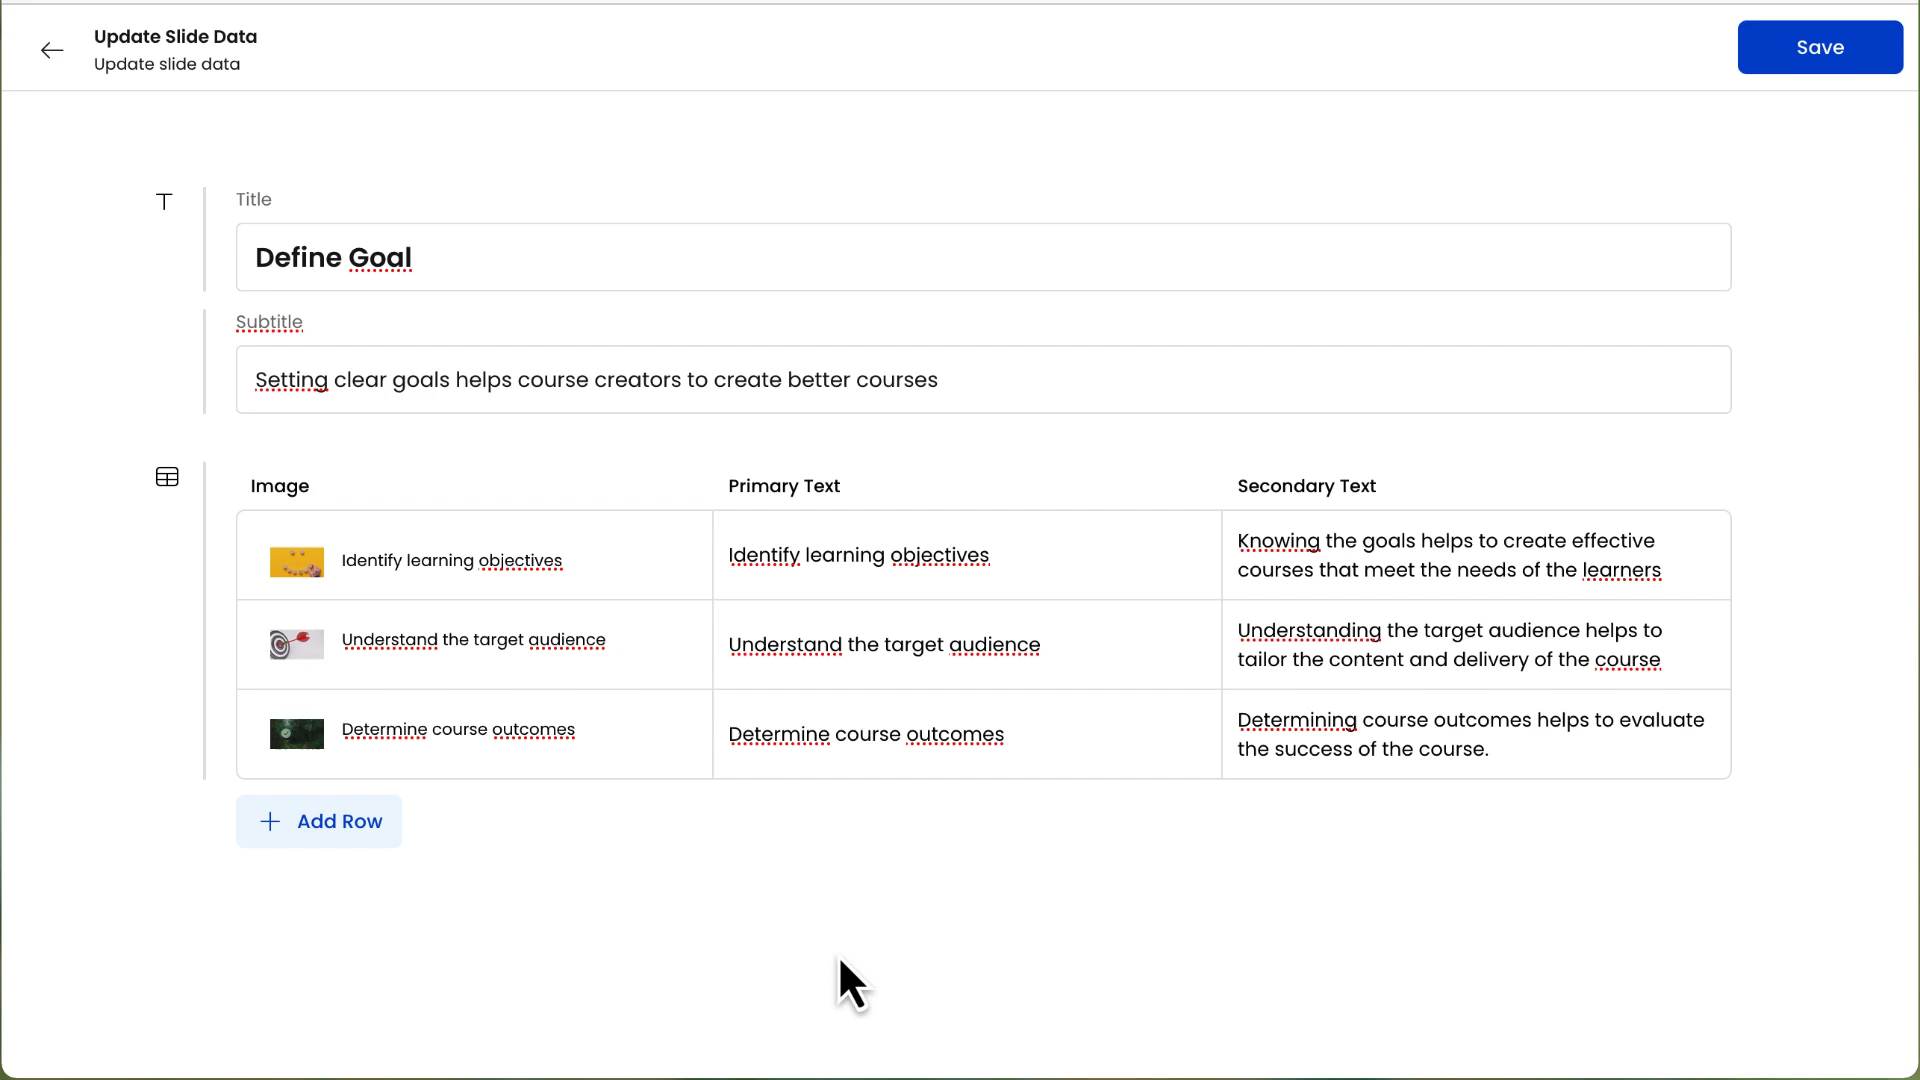 Update Slide Data
Update slide data
Save
Title
Define Goal
Subtitle
Setting clear goals helps course creators to create better courses
Image
Primary Text
Secondary Text
Identify learning objectives
Identify learning objectives
Knowing the goals helps to create effective
courses that meet the needs of the learners
Understand the target audience
Understand the target audience
Understanding the target audience helps to
tailor the content and delivery of the course
Determine course outcomes
Determine course outcomes
Determining course outcomes helps to evaluate
the success of the course.
Add Row